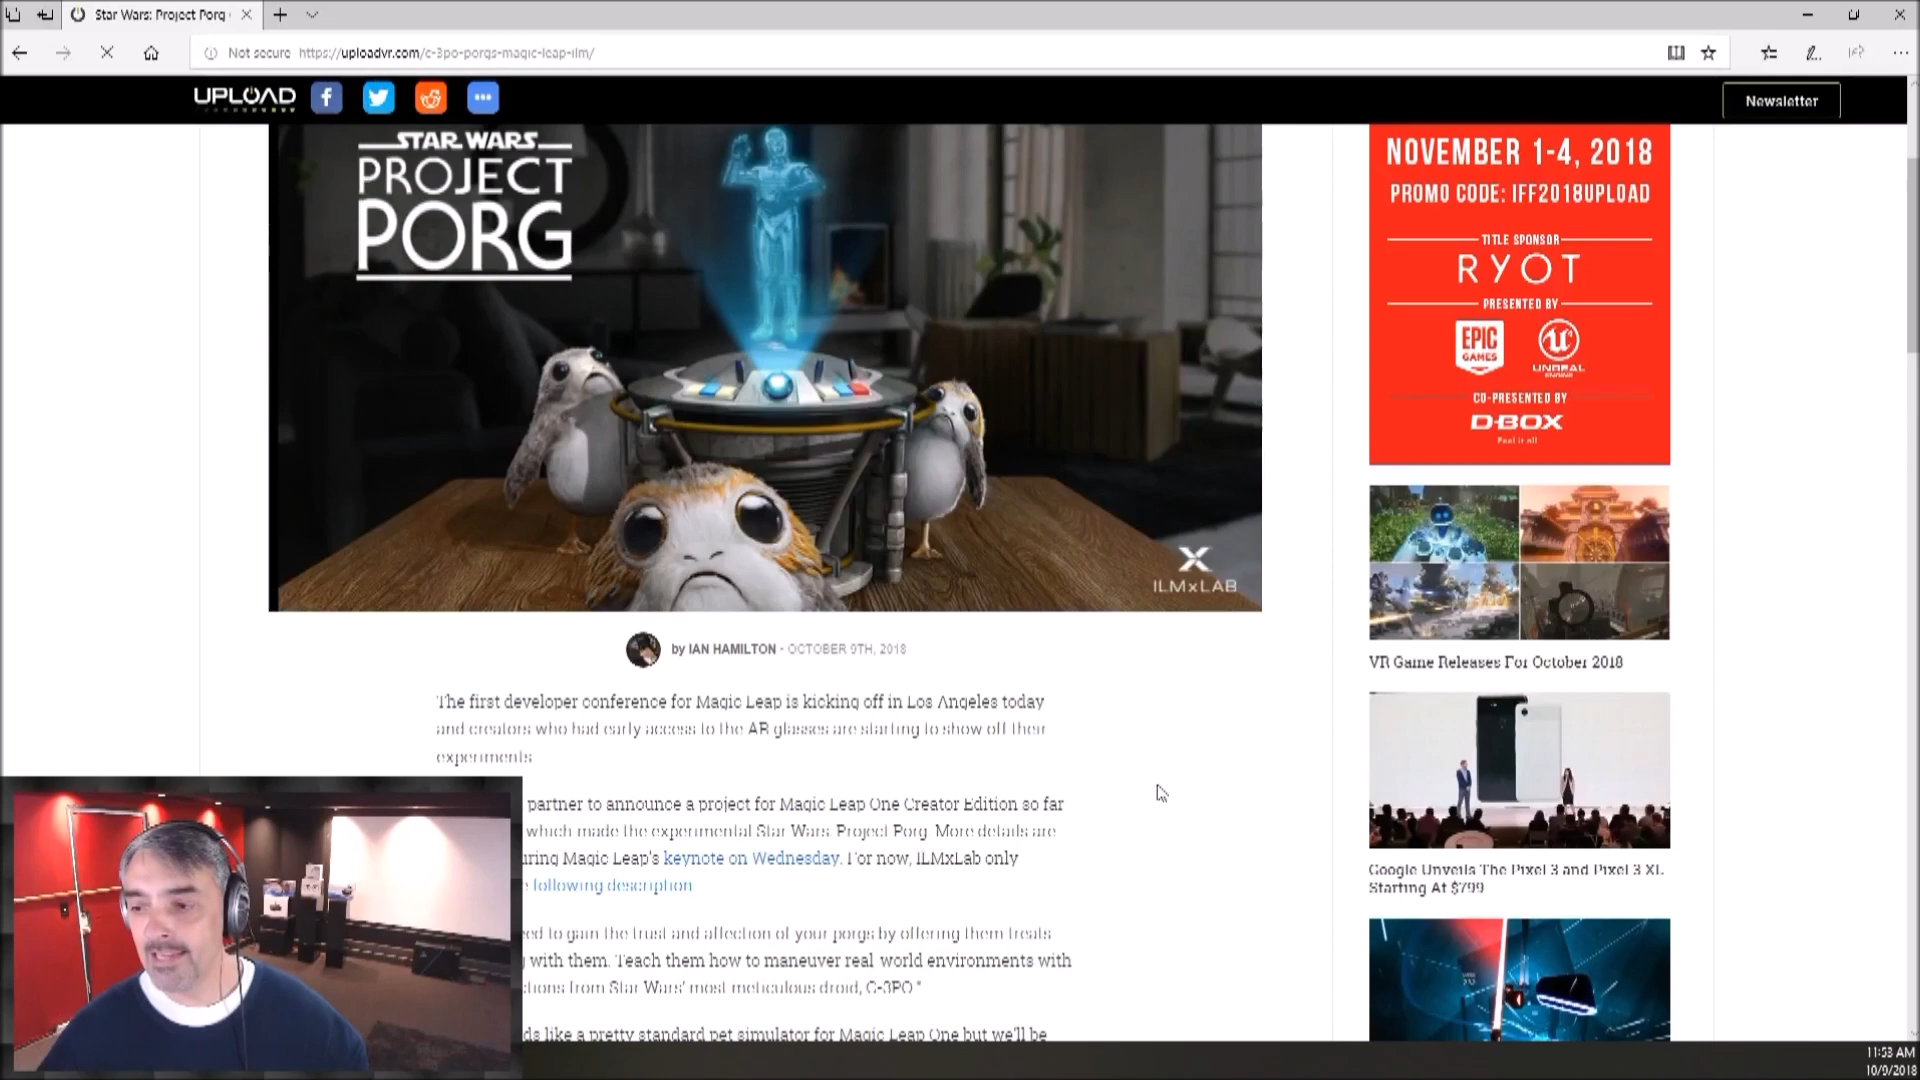 Star Wars: Project Porg
Not secure https://uploadvr.com/c-3po-porgs-magic-leap-ilm/
UPLOAD
Newsletter
STAR WARS
PROJECT
PORG
ILMxLAB
NOVEMBER 1-4, 2018
PROMO CODE: IFF2018UPLOAD
TITLE SPONSOR
RYOT
PRESENTED BY
EPIC
GAMES
UNREAL
ENGINE
CO-PRESENTED BY
D-BOX
Feel it all
VR Game Releases For October 2018
Google Unveils The Pixel 3 and Pixel 3 XL
Starting At $799
by IAN HAMILTON - OCTOBER 9TH, 2018
The first developer conference for Magic Leap is kicking off in Los Angeles today
and creators who had early access to the AR glasses are starting to show off their
experiments
partner to announce a project for Magic Leap One Creator Edition so far
which made the experimental Star Wars: Project Porg. More details are
uring Magic Leap's keynote on Wednesday. For now, ILMxLab only
following description
ed to gain the trust and affection of your porgs by offering them treats
with them. Teach them how to maneuver real world environments with
tions from Star Wars' most meticulous droid, C-3PO."
ds like a pretty standard pet simulator for Magic Leap One but we'll be
11:53 AM
10/9/2018